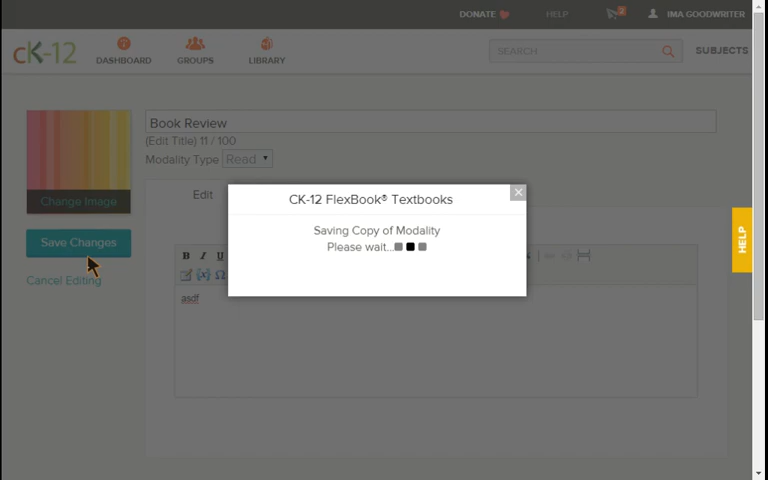 DONATE HELP 2 IMA GOODWRITER
cK-12 DASHBOARD GROUPS LIBRARY SEARCH SUBJECTS
Book Review
(Edit Title) 11 / 100
Modality Type Read
Change Image
Edit
CK-12 FlexBook® Textbooks
Saving Copy of Modality
Please wait...
Save Changes
Cancel Editing
B I U
Ω
asdf
HELP